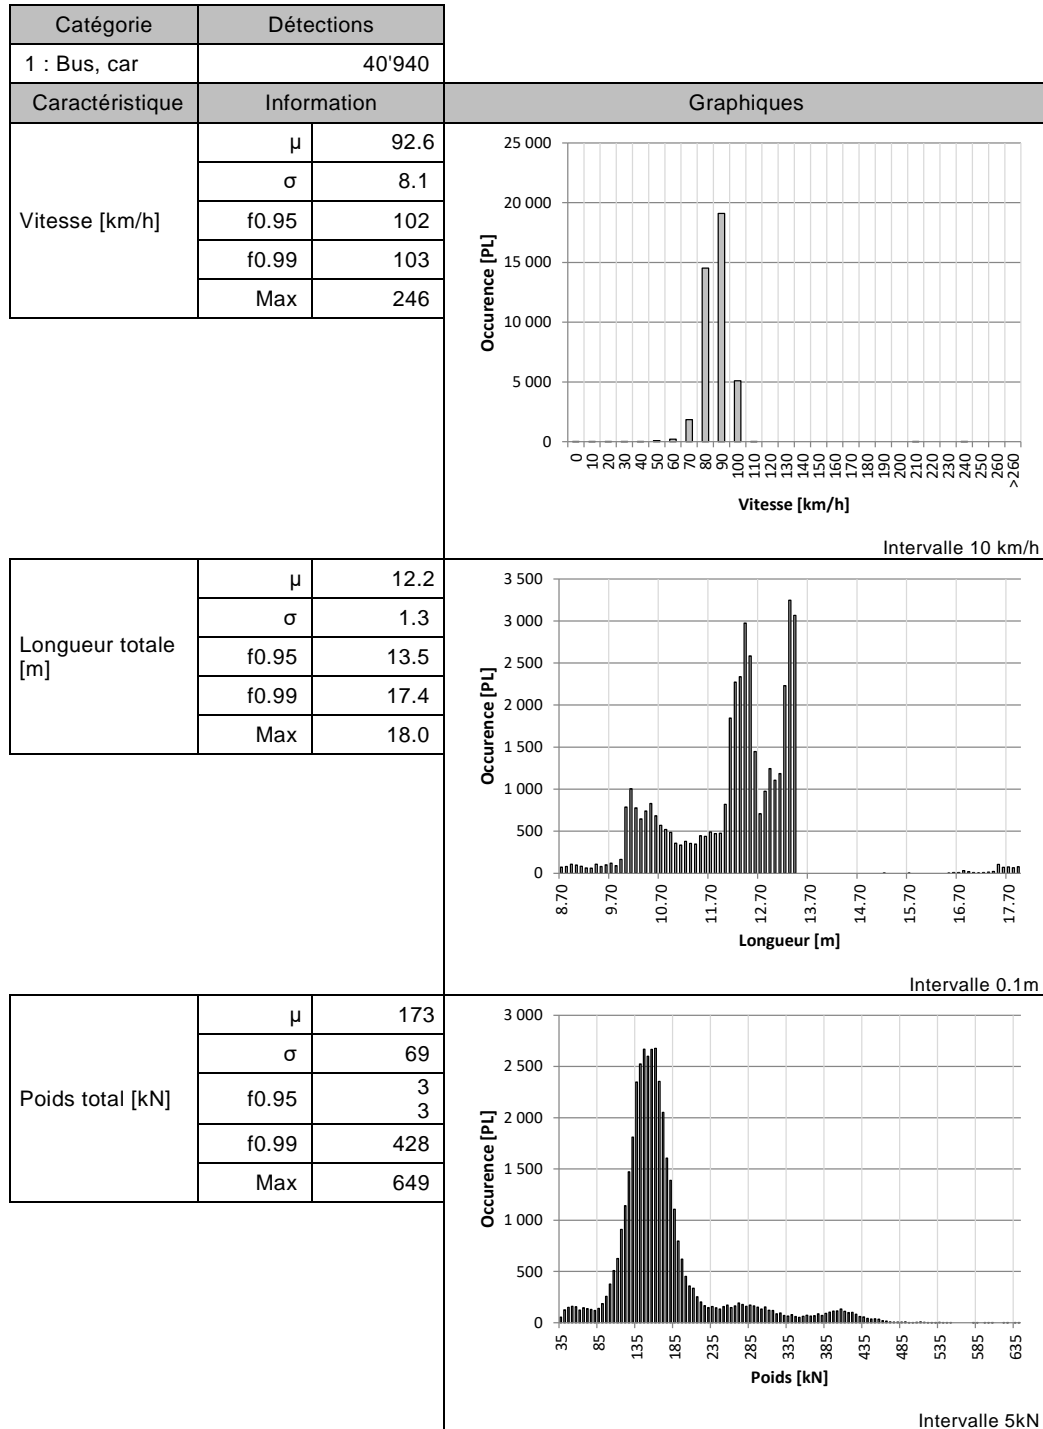 Catégorie Détections
1 : Bus, car 40'940
Caractéristique Information Graphiques
Vitesse [km/h]
μ 92.6
σ 8.1
f0.95 102
f0.99 103
Max 246
25 000
20 000
15 000
10 000
5 000
0
Occurence [PL]
0 10 20 30 40 50 60 70 80 90 100 110 120 130 140 150 160 170 180 190 200 210 220 230 240 250 260 >260
Vitesse [km/h]
Intervalle 10 km/h
Longueur totale
[m]
μ 12.2
σ 1.3
f0.95 13.5
f0.99 17.4
Max 18.0
3 500
3 000
2 500
2 000
1 500
1 000
500
0
Occurence [PL]
8.70 9.70 10.70 11.70 12.70 13.70 14.70 15.70 16.70 17.70
Longueur [m]
Intervalle 0.1m
Poids total [kN]
μ 173
σ 69
f0.95 3
3
f0.99 428
Max 649
3 000
2 500
2 000
1 500
1 000
500
0
Occurence [PL]
35 85 135 185 235 285 335 385 435 485 535 585 635
Poids [kN]
Intervalle 5kN